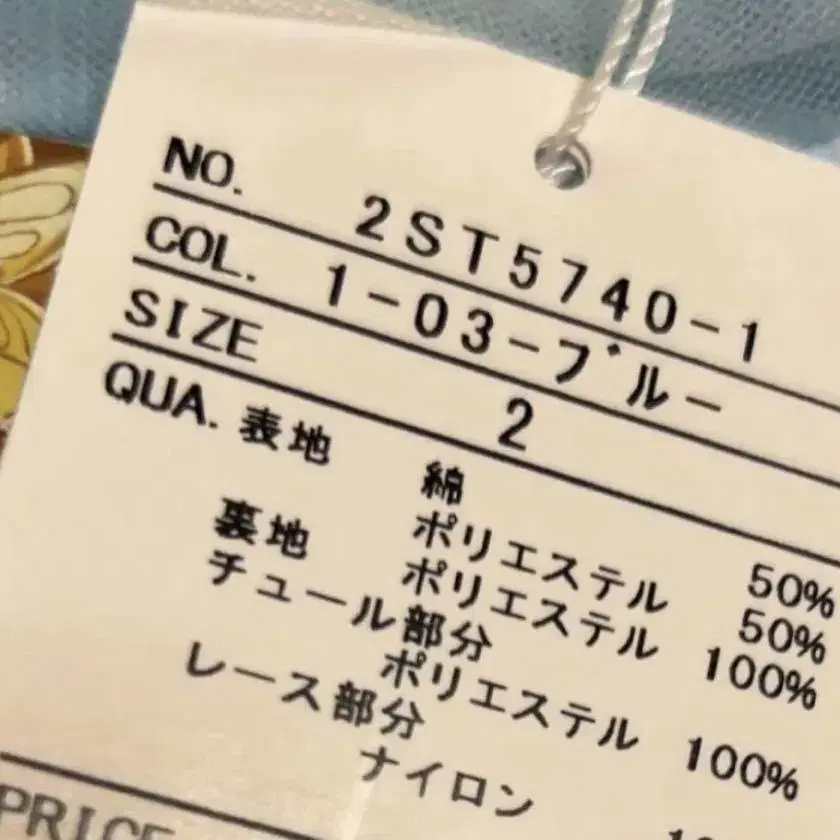 NO. 2ST5740-1
COL. 1-03-ブルー
SIZE 2
QUA. 表地 綿 50%
ポリエステル 50%
裏地 ポリエステル 100%
チュール部分
ポリエステル 100%
レース部分
ナイロン
PRICE